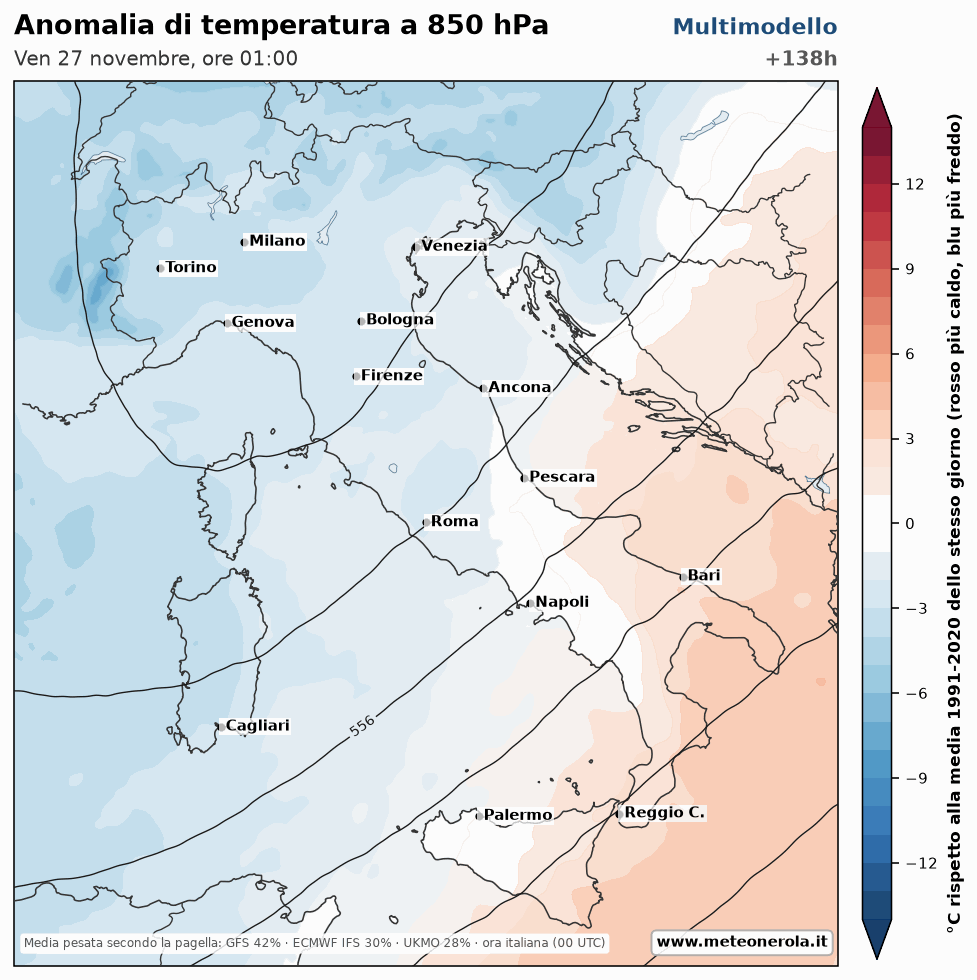 Anomalia di temperatura a 850 hPa
Multimodello
Ven 27 novembre, ore 01:00
+138h
Milano
Venezia
Torino
Genova
Bologna
Firenze
Ancona
Pescara
Roma
Bari
Napoli
Cagliari
556
Palermo
Reggio C.
12
9
6
3
0
−3
−6
−9
−12
°C rispetto alla media 1991-2020 dello stesso giorno (rosso più caldo, blu più freddo)
Media pesata secondo la pagella: GFS 42% · ECMWF IFS 30% · UKMO 28% · ora italiana (00 UTC)
www.meteonerola.it